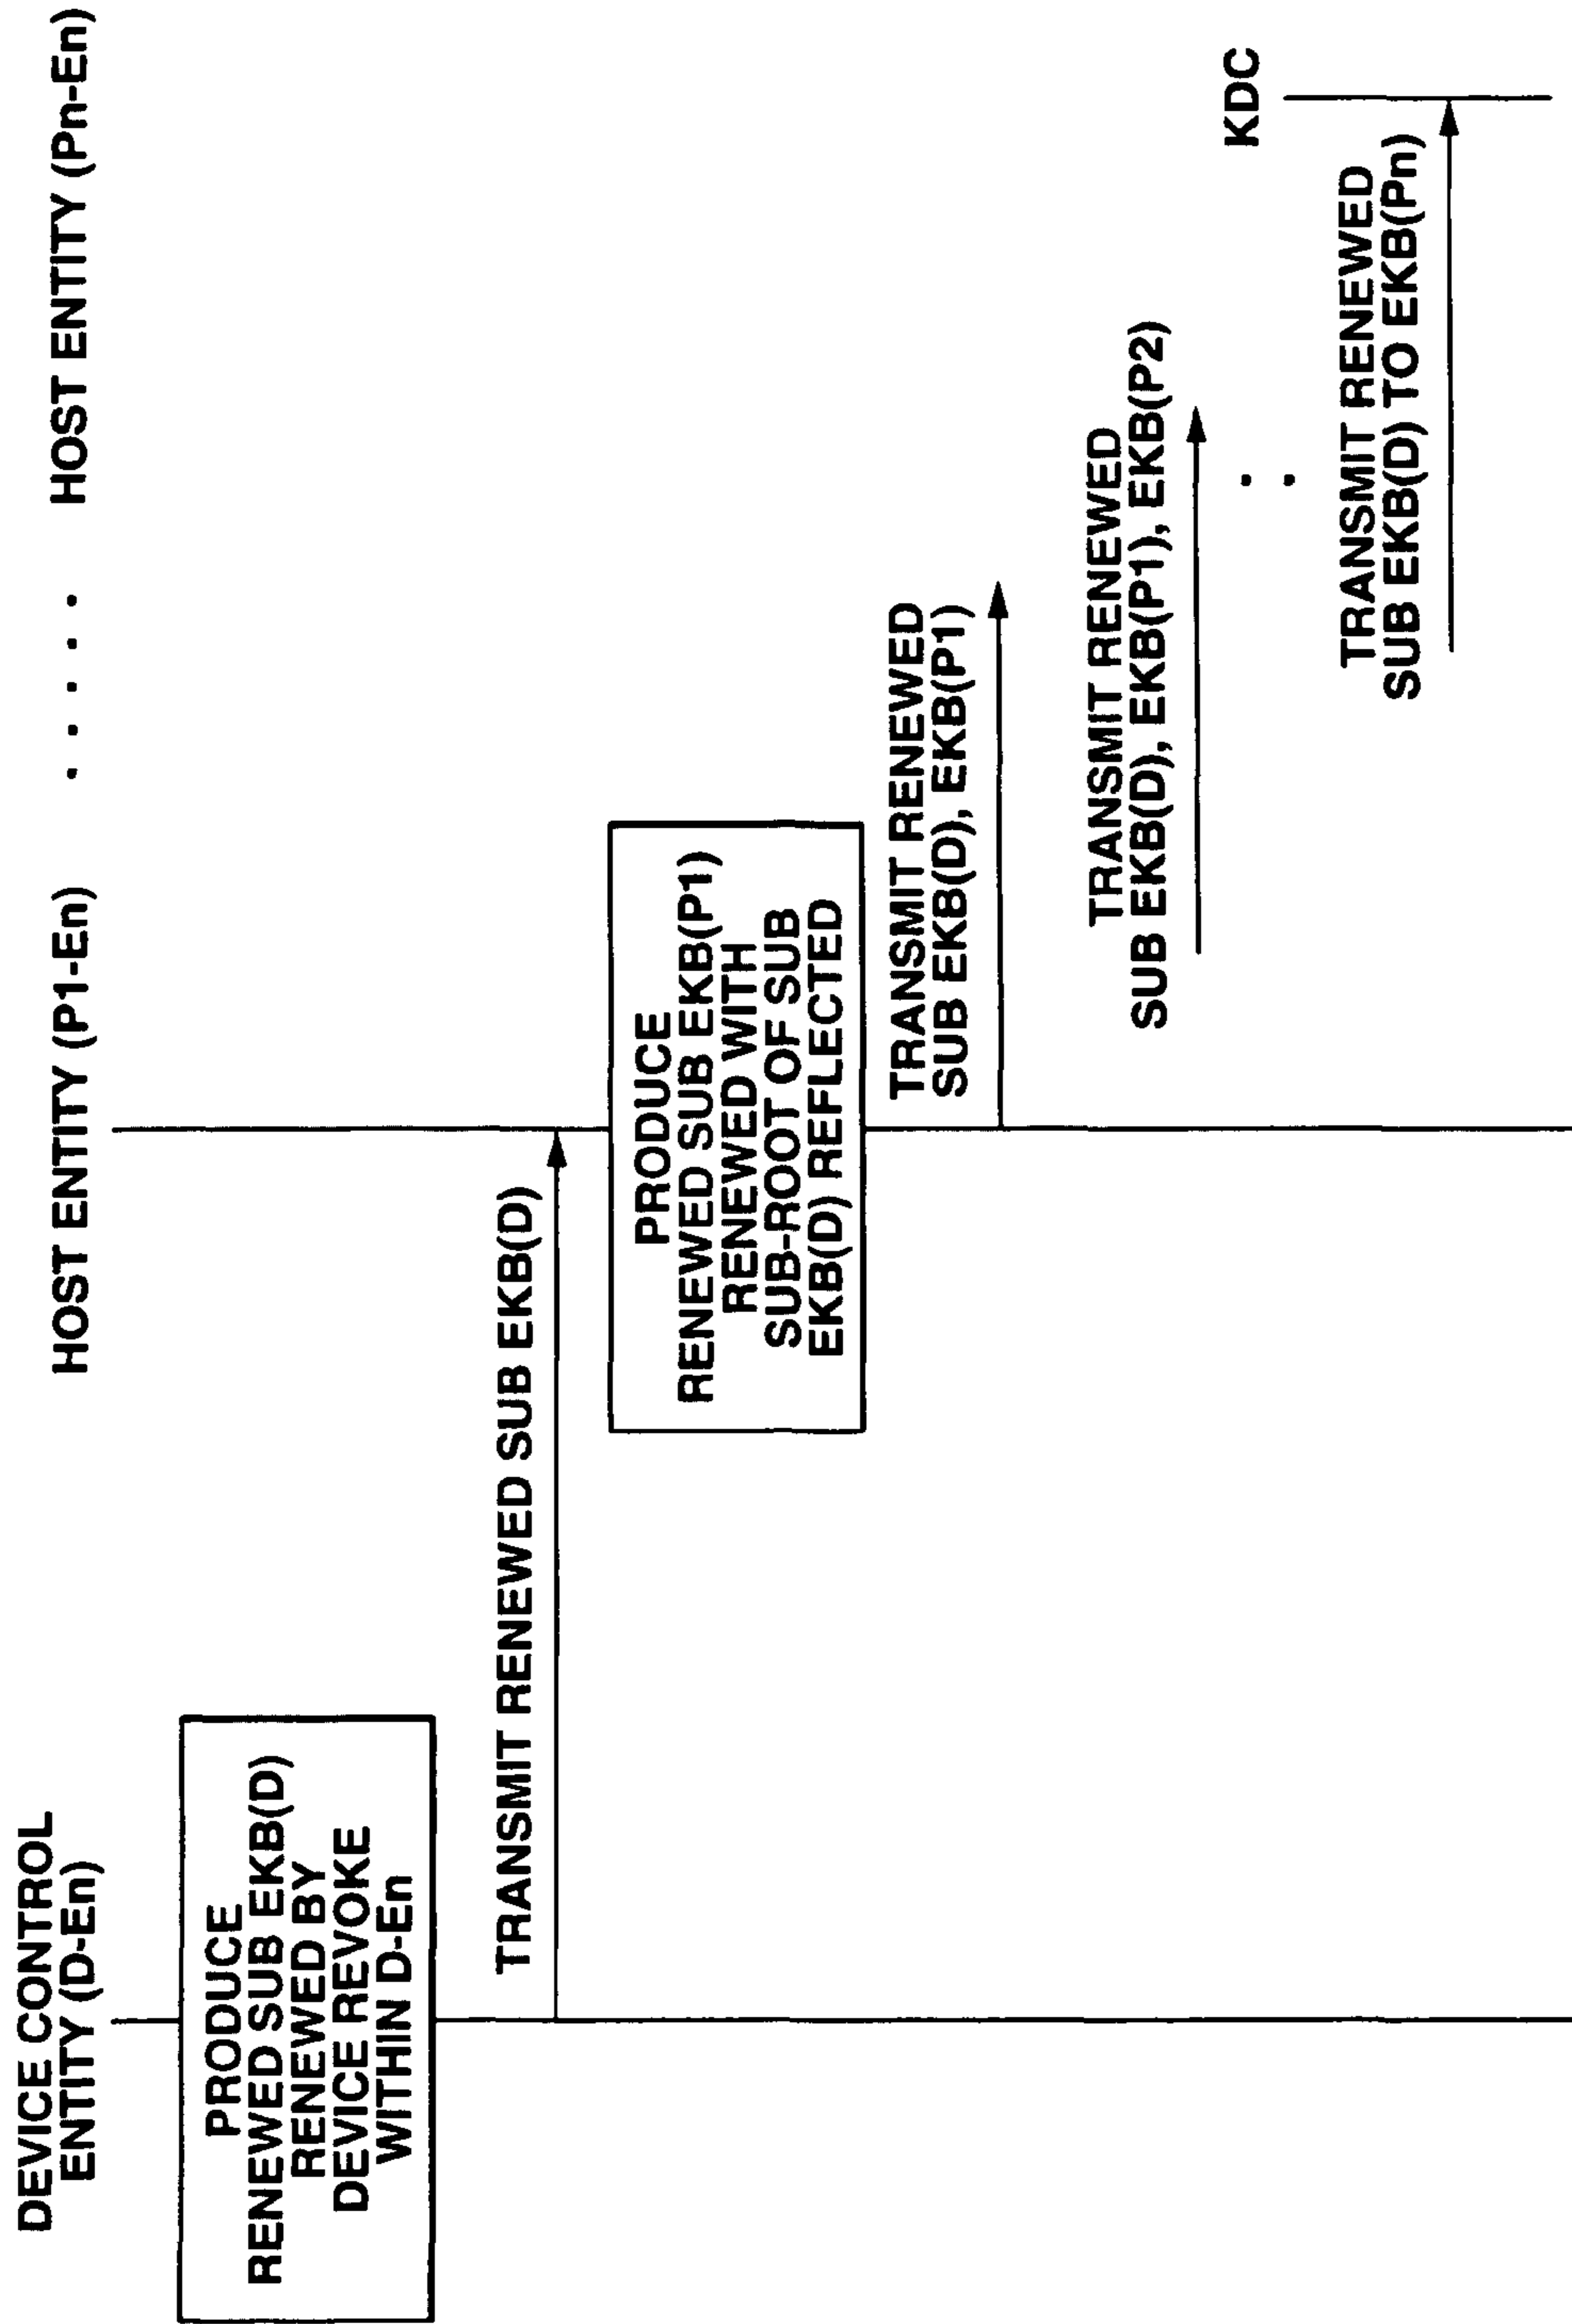 DEVICE CONTROL
ENTITY (D-En)
HOST ENTITY (P1-En)
. . . . .
HOST ENTITY (Pn-En)
PRODUCE
RENEWED SUB EKB(D)
RENEWED BY
DEVICE REVOKE
WITHIN D-En
TRANSMIT RENEWED SUB EKB(D)
PRODUCE
RENEWED SUB EKB(P1)
RENEWED WITH
SUB-ROOT OF SUB
EKB(D) REFLECTED
TRANSMIT RENEWED
SUB EKB(D), EKB(P1)
TRANSMIT RENEWED
SUB EKB(D), EKB(P1), EKB(P2)
. .
KDC
TRANSMIT RENEWED
SUB EKB(D) TO EKB(Pn)